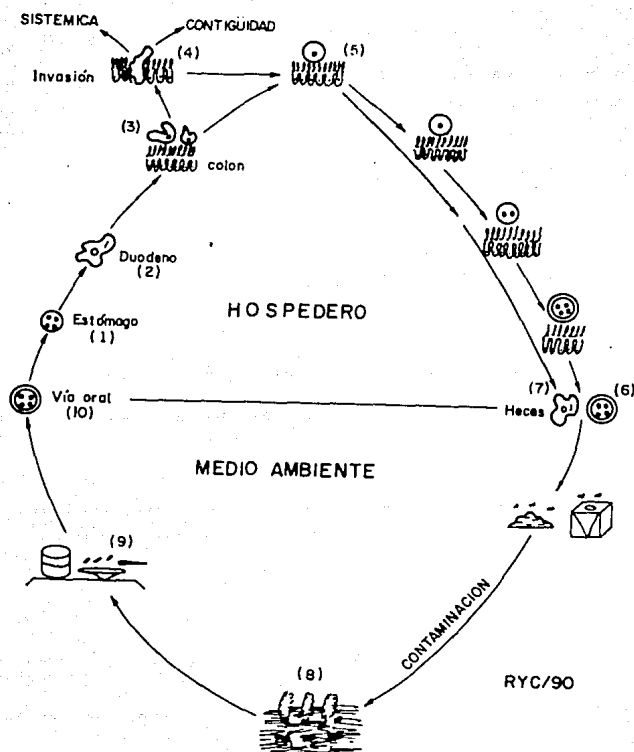 SISTEMICA
CONTIGÜIDAD
(4)
Invasión
(5)
(3)
colon
Duodeno
(2)
HOSPEDERO
Estómago
(1)
Vía oral
(10)
(7)
(6)
Heces
MEDIO AMBIENTE
(9)
CONTAMINACION
(8)
RYC/90